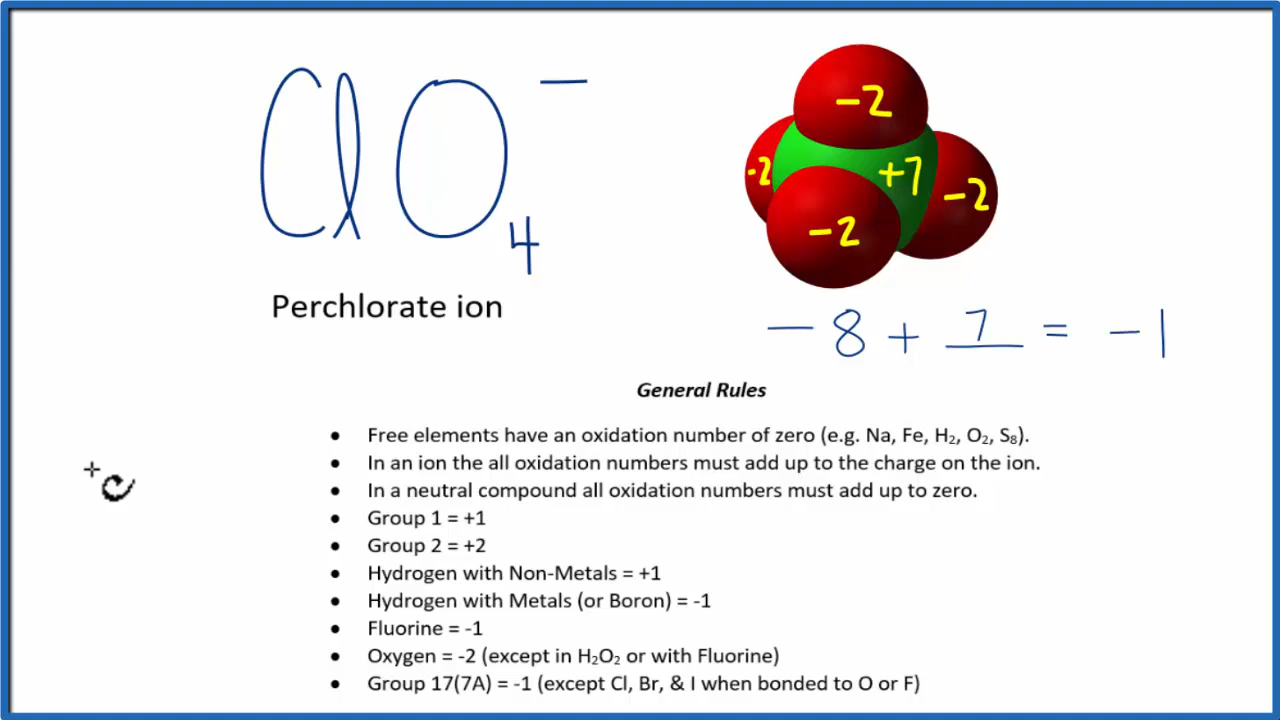 ClO₄⁻
-2
-2
+7
-2
-2
Perchlorate ion
−8 + 7 = −1
General Rules
• Free elements have an oxidation number of zero (e.g. Na, Fe, H₂, O₂, S₈).
• In an ion the all oxidation numbers must add up to the charge on the ion.
• In a neutral compound all oxidation numbers must add up to zero.
• Group 1 = +1
• Group 2 = +2
• Hydrogen with Non-Metals = +1
• Hydrogen with Metals (or Boron) = -1
• Fluorine = -1
• Oxygen = -2 (except in H₂O₂ or with Fluorine)
• Group 17(7A) = -1 (except Cl, Br, & I when bonded to O or F)